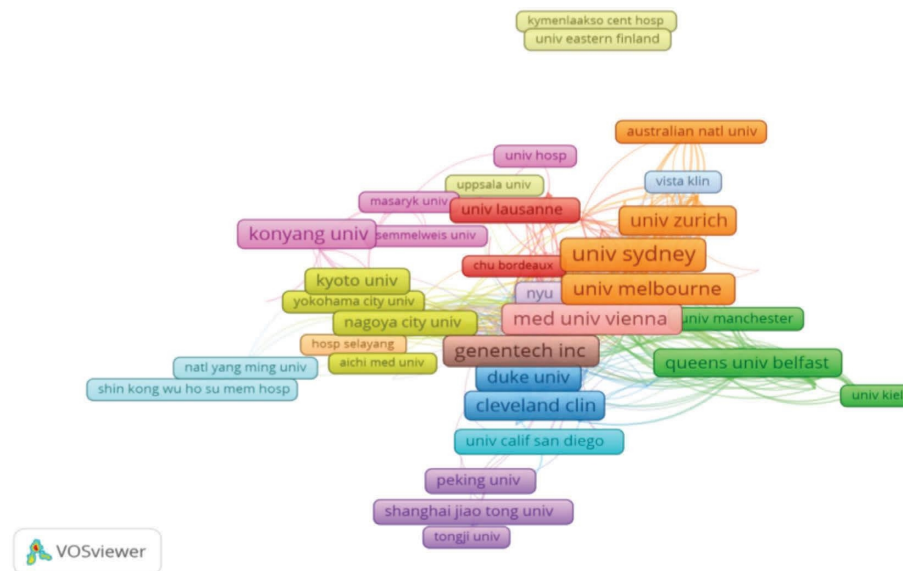 kymenlaakso cent hosp
univ eastern finland
australian natl univ
univ hosp
uppsala univ
vista klin
masaryk univ
univ lausanne
univ zurich
konyang univ
semmelweis univ
univ sydney
chu bordeaux
kyoto univ
nyu
univ melbourne
yokohama city univ
nagoya city univ
med univ vienna
univ manchester
hosp selayang
genentech inc
aichi med univ
queens univ belfast
natl yang ming univ
duke univ
shin kong wu ho su mem hosp
univ kiel
cleveland clin
univ calif san diego
peking univ
shanghai jiao tong univ
tongji univ
VOSviewer